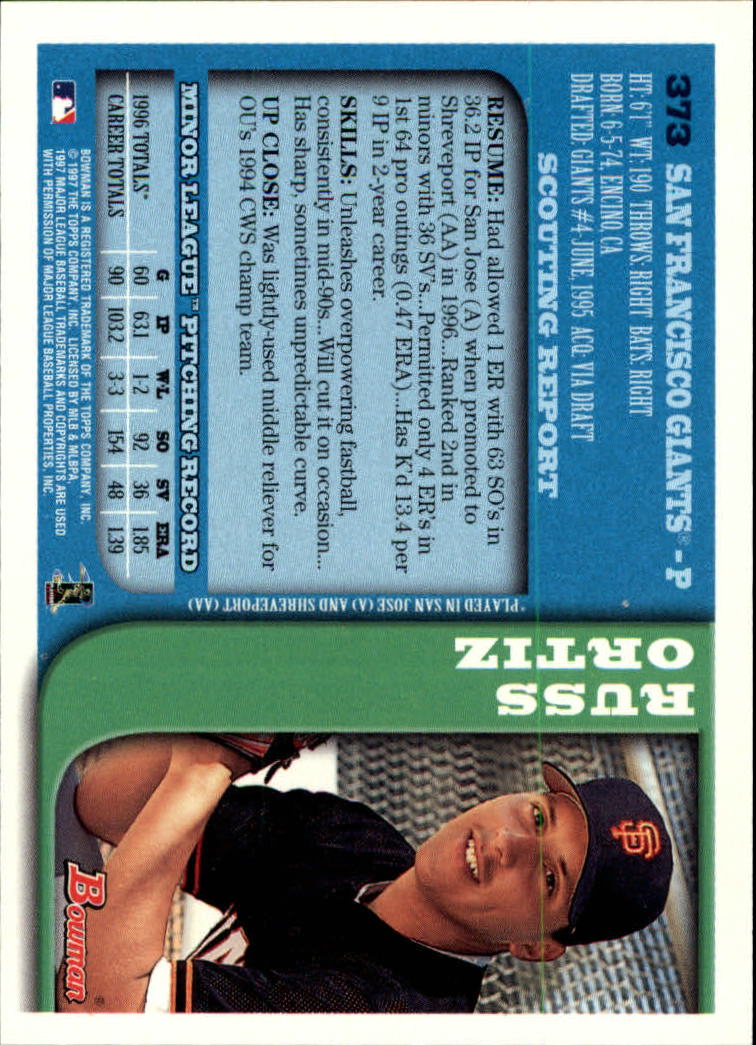 373 SAN FRANCISCO GIANTS® - P
HT: 6'1" WT: 190 THROWS: RIGHT BATS: RIGHT
BORN: 6-5-74, ENCINO, CA
DRAFTED: GIANTS #4-JUNE, 1995 ACQ: VIA DRAFT
SCOUTING REPORT
RESUME: Had allowed 1 ER with 63 SO's in
36.2 IP for San Jose (A) when promoted to
Shreveport (AA) in 1996...Ranked 2nd in
minors with 36 SV's....Permitted only 4 ER's in
1st 64 pro outings (0.47 ERA)...Has K'd 13.4 per
9 IP in 2-year career.
SKILLS: Unleashes overpowering fastball,
consistently in mid-90s... Will cut it on occasion...
Has sharp, sometimes unpredictable curve.
UP CLOSE: Was lightly-used middle reliever for
OU's 1994 CWS champ team.
MINOR LEAGUE™ PITCHING RECORD
G IP W-L SO SV ERA
1996 TOTALS* 60 63.1 1-2 92 36 1.85
CAREER TOTALS 90 103.2 3-3 154 48 1.39
BOWMAN IS A REGISTERED TRADEMARK OF THE TOPPS COMPANY, INC.
© 1997 THE TOPPS COMPANY, INC. LICENSED BY MLB & MLBPA.
1997 MAJOR LEAGUE BASEBALL TRADEMARKS AND COPYRIGHTS ARE USED
WITH PERMISSION OF MAJOR LEAGUE BASEBALL PROPERTIES, INC.
*PLAYED IN SAN JOSE (A) AND SHREVEPORT (AA)
RUSS
ORTIZ
SF
Bowman®